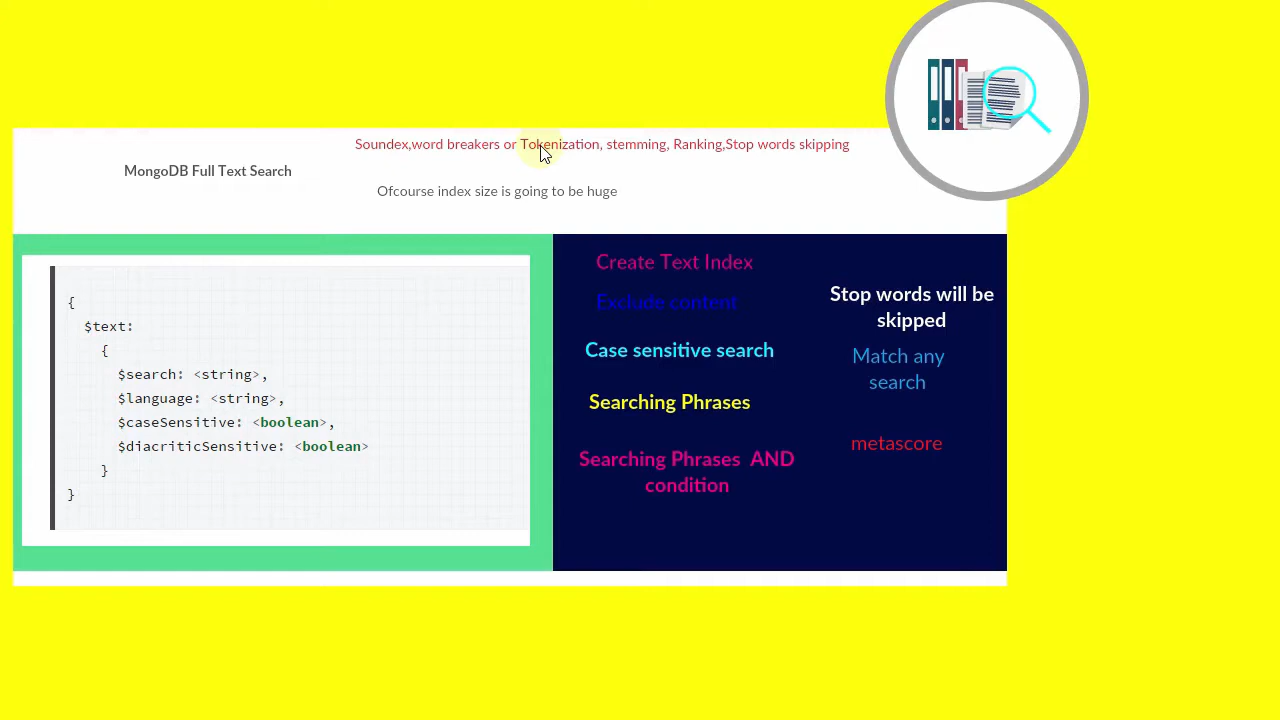 Soundex,word breakers or Tokenization, stemming, Ranking,Stop words skipping
MongoDB Full Text Search
Ofcourse index size is going to be huge
{
$text:
{
$search: <string>,
$language: <string>,
$caseSensitive: <boolean>,
$diacriticSensitive: <boolean>
}
}
Create Text Index
Exclude content
Case sensitive search
Searching Phrases
Searching Phrases AND
condition
Stop words will be
skipped
Match any
search
metascore